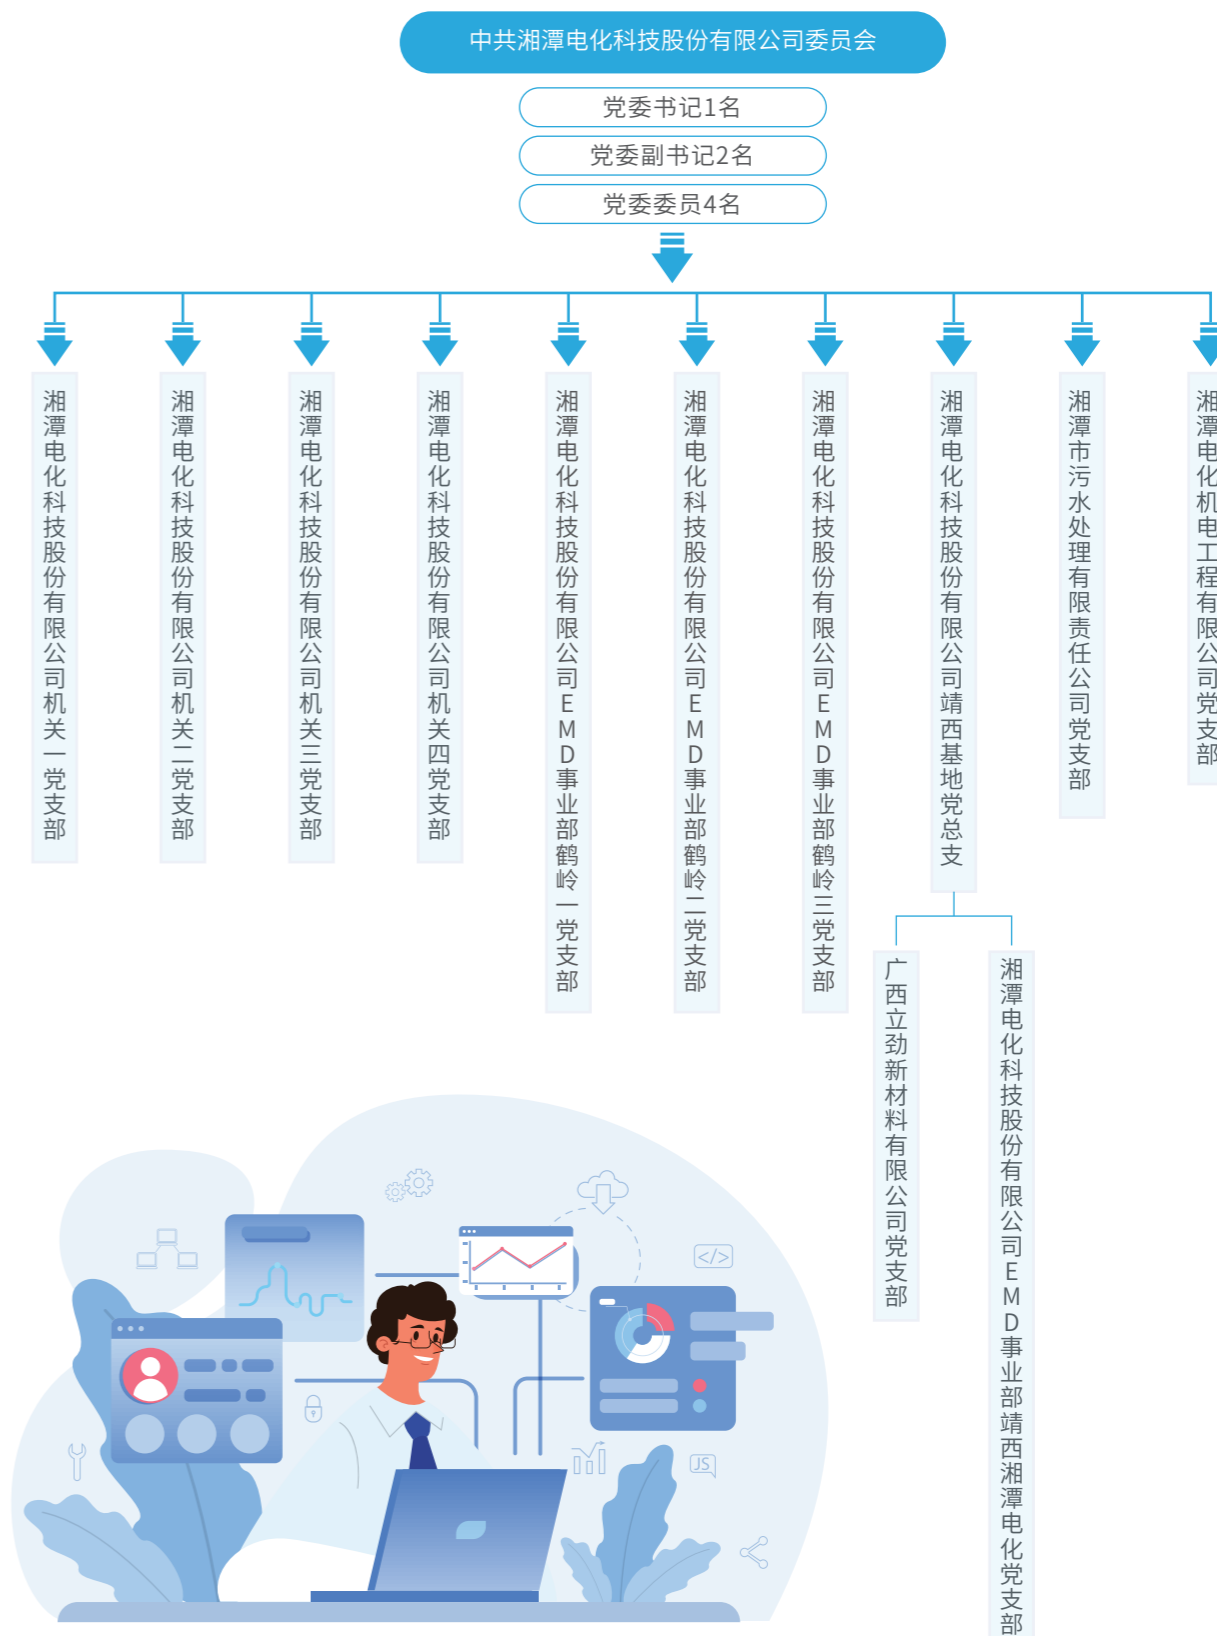 中共湘潭电化科技股份有限公司委员会
党委书记1名
党委副书记2名
党委委员4名
湘潭电化科技股份有限公司机关一党支部
湘潭电化科技股份有限公司机关二党支部
湘潭电化科技股份有限公司机关三党支部
湘潭电化科技股份有限公司机关四党支部
湘潭电化科技股份有限公司EMD事业部鹤岭一党支部
湘潭电化科技股份有限公司EMD事业部鹤岭二党支部
湘潭电化科技股份有限公司EMD事业部鹤岭三党支部
湘潭电化科技股份有限公司靖西基地党总支
湘潭市污水处理有限责任公司党支部
湘潭电化机电工程有限公司党支部
广西立劲新材料有限公司党支部
湘潭电化科技股份有限公司EMD事业部靖西湘潭电化党支部
</>
JS